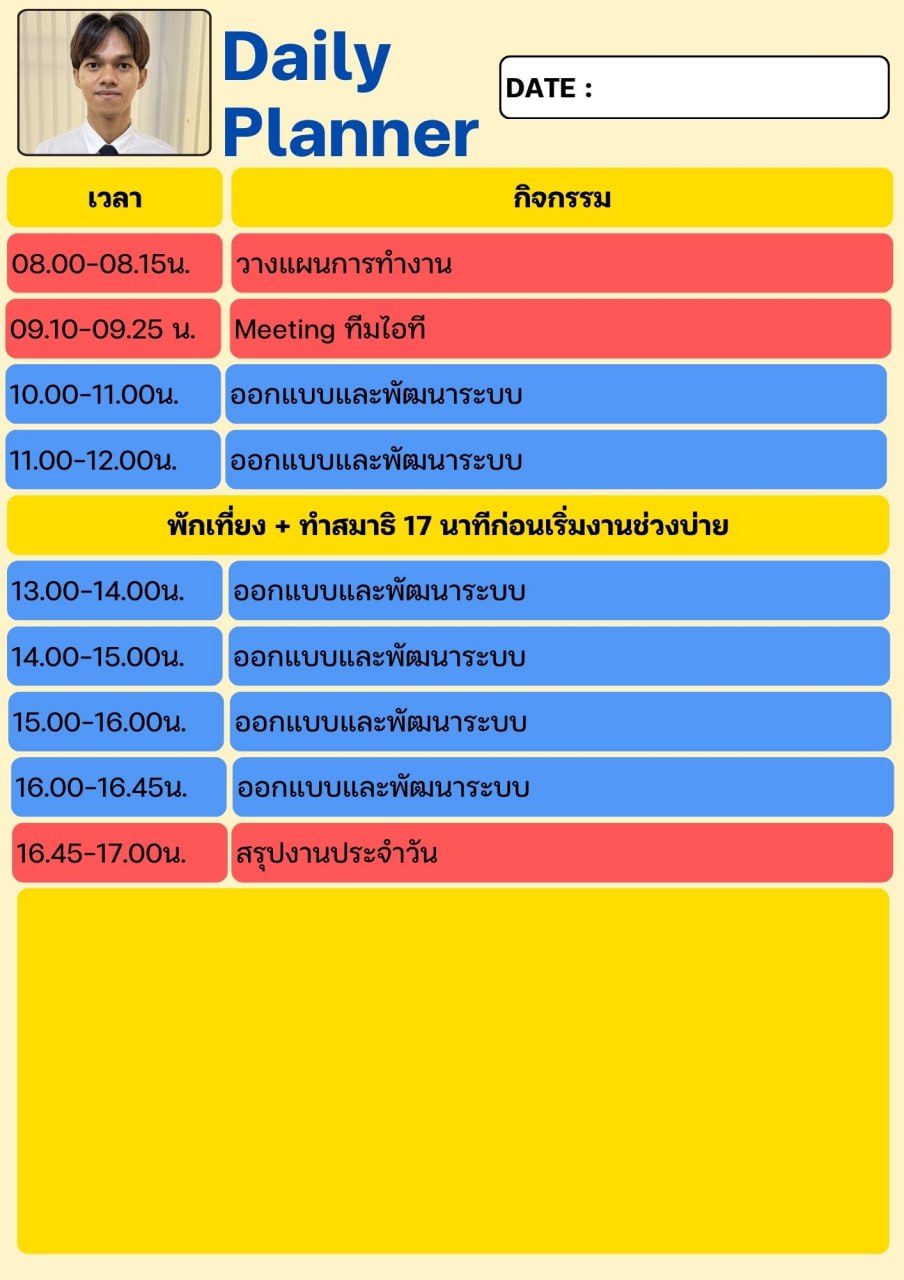 Daily
Planner
DATE :
เวลา กิจกรรม
08.00-08.15น. วางแผนการทำงาน
09.10-09.25 น. Meeting ทีมไอที
10.00-11.00น. ออกแบบและพัฒนาระบบ
11.00-12.00น. ออกแบบและพัฒนาระบบ
พักเที่ยง + ทำสมาธิ 17 นาทีก่อนเริ่มงานช่วงบ่าย
13.00-14.00น. ออกแบบและพัฒนาระบบ
14.00-15.00น. ออกแบบและพัฒนาระบบ
15.00-16.00น. ออกแบบและพัฒนาระบบ
16.00-16.45น. ออกแบบและพัฒนาระบบ
16.45-17.00น. สรุปงานประจำวัน